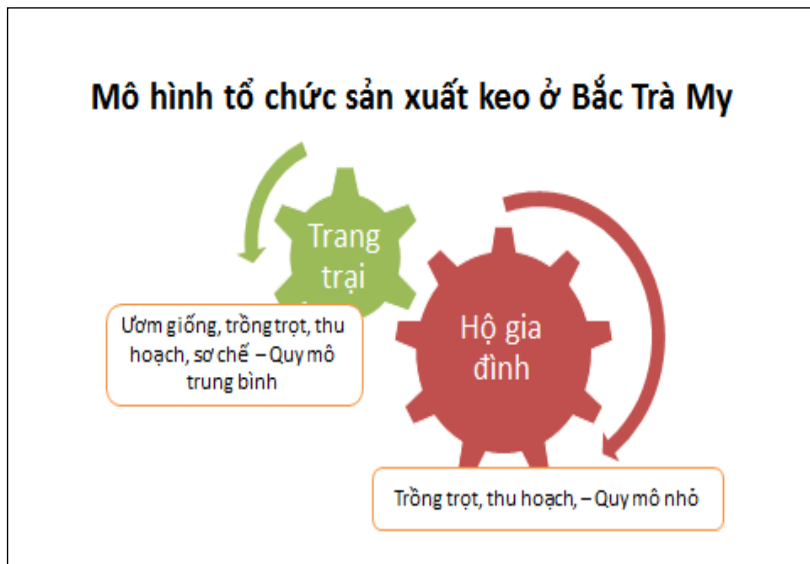 Mô hình tổ chức sản xuất keo ở Bắc Trà My
Trang
trại
Hộ gia
đình
Ươm giống, trồng trọt, thu
hoạch, sơ chế – Quy mô
trung bình
Trồng trọt, thu hoạch, – Quy mô nhỏ